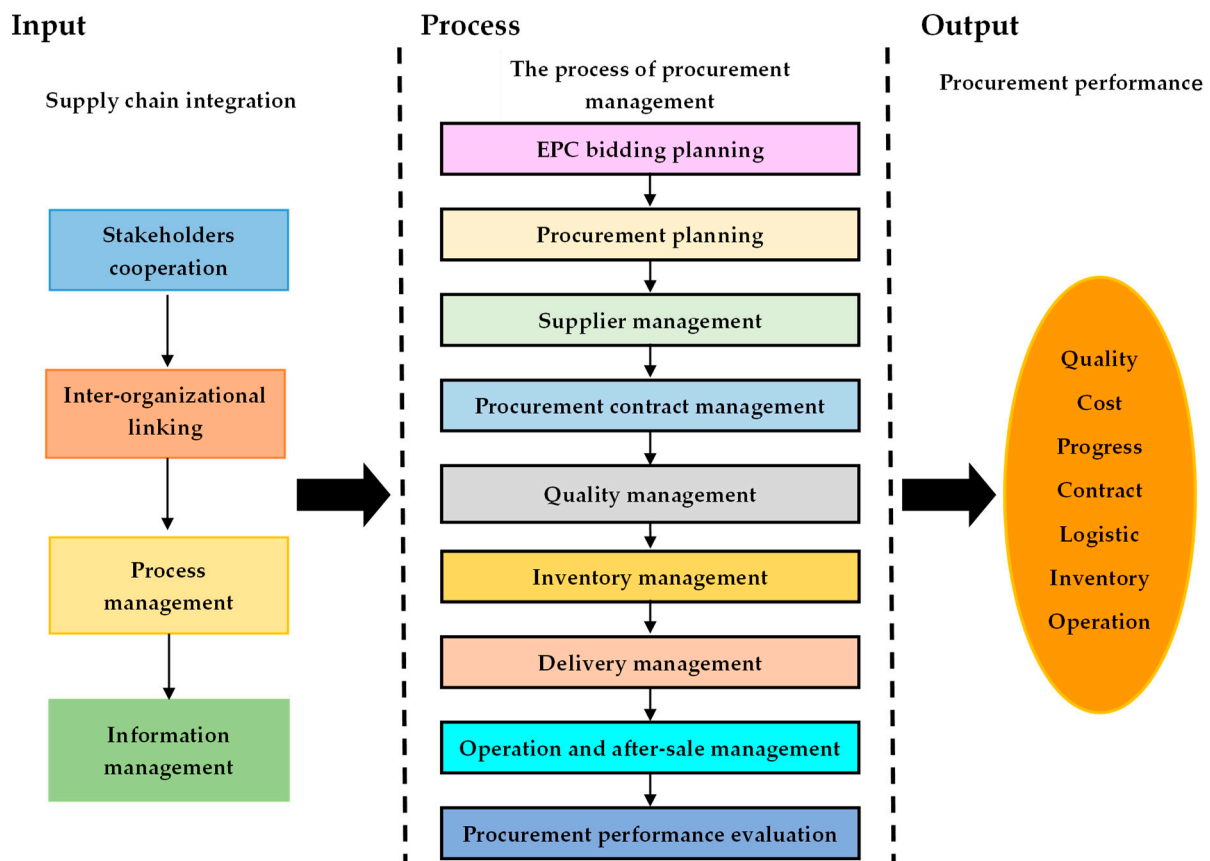 Input
Supply chain integration
Stakeholders
cooperation
Inter-organizational
linking
Process
management
Information
management
Process
The process of procurement
management
EPC bidding planning
Procurement planning
Supplier management
Procurement contract management
Quality management
Inventory management
Delivery management
Operation and after-sale management
Procurement performance evaluation
Output
Procurement performance
Quality
Cost
Progress
Contract
Logistic
Inventory
Operation